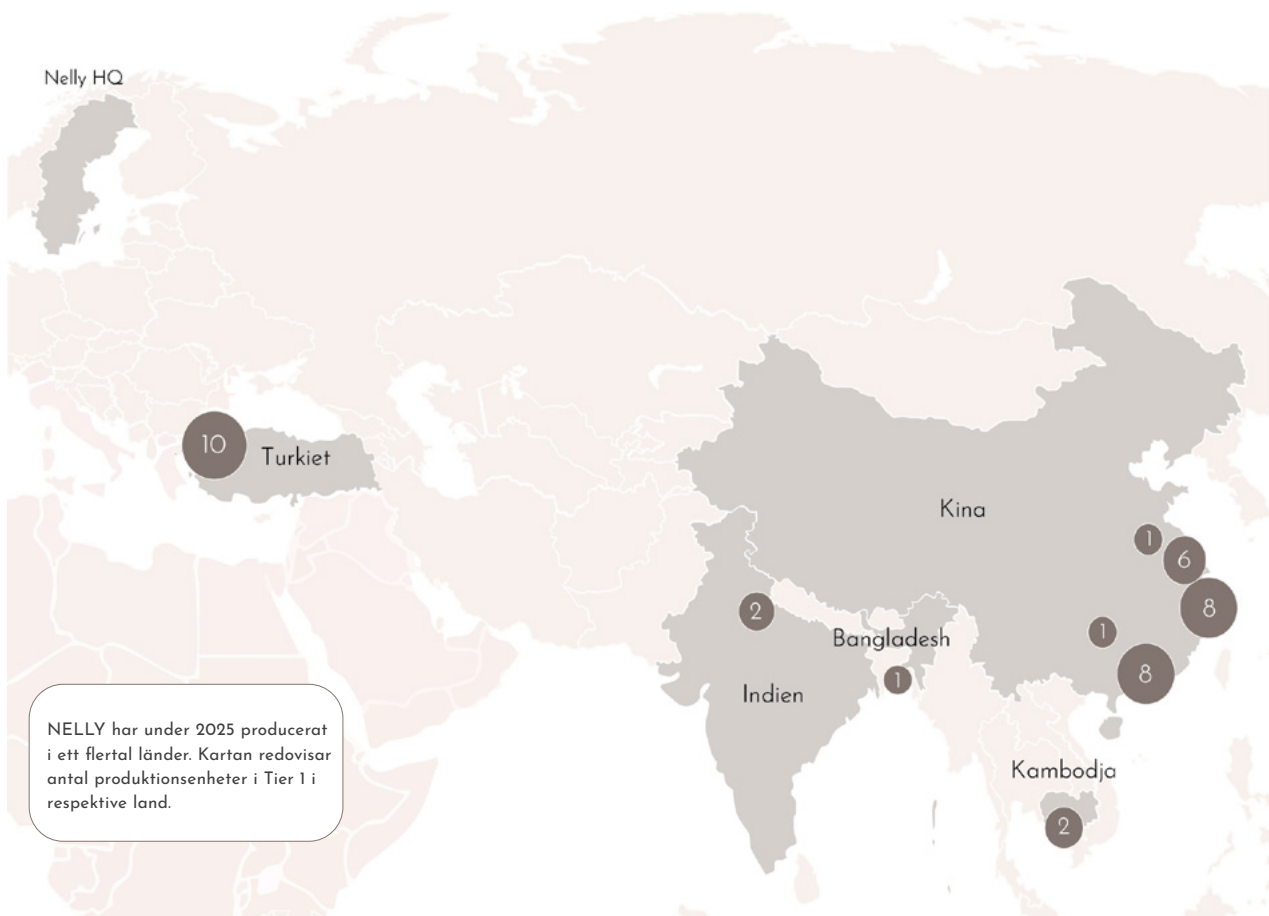 Nelly HQ
10
Turkiet
Kina
1
6
8
2
1
Bangladesh
1
8
Indien
Kambodja
2
NELLY har under 2025 producerat
i ett flertal länder. Kartan redovisar
antal produktionsenheter i Tier 1 i
respektive land.